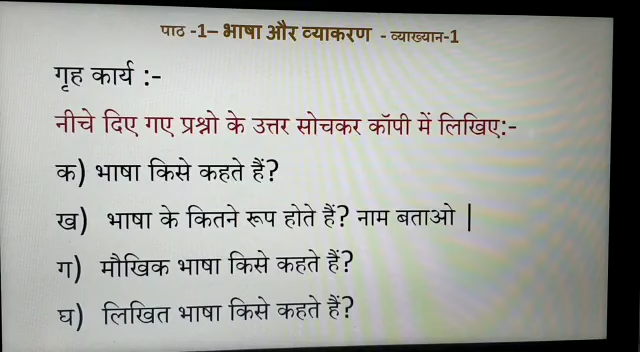 पाठ -1– भाषा और व्याकरण - व्याख्यान-1
गृह कार्य :-
नीचे दिए गए प्रश्नो के उत्तर सोचकर कॉपी में लिखिए:-
क) भाषा किसे कहते हैं?
ख) भाषा के कितने रूप होते हैं? नाम बताओ |
ग) मौखिक भाषा किसे कहते हैं?
घ) लिखित भाषा किसे कहते हैं?